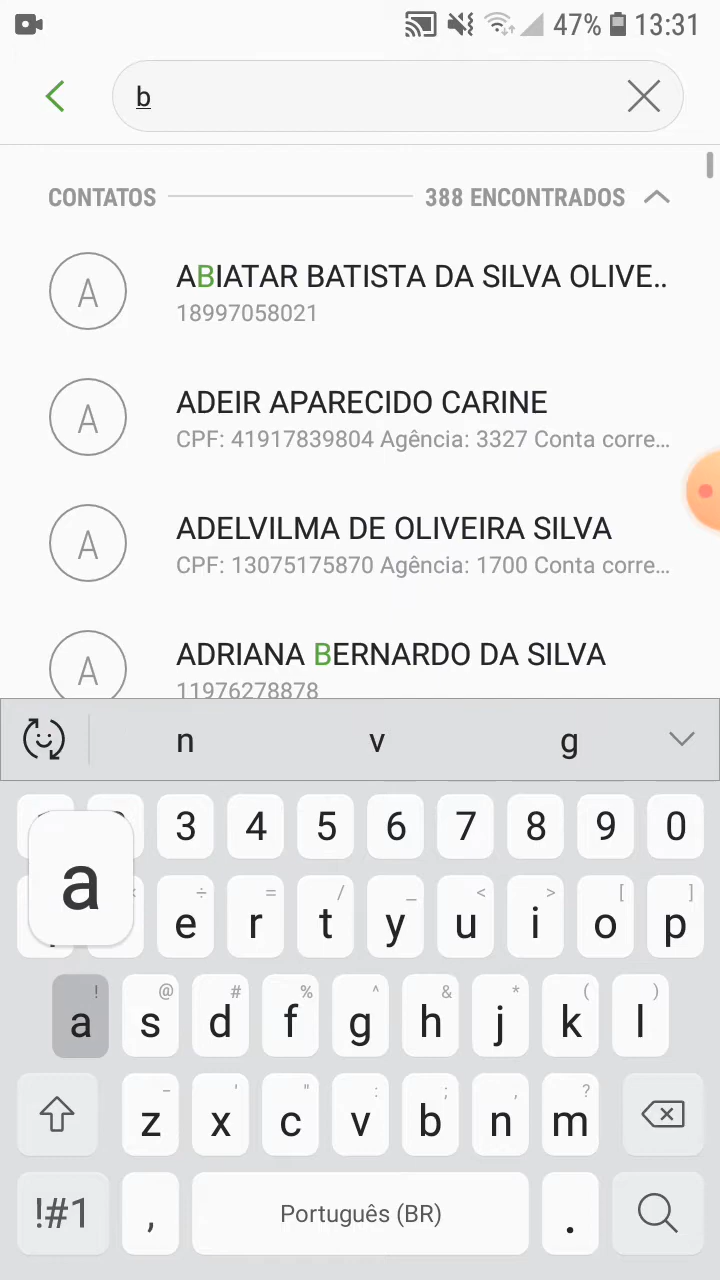 47% 13:31
b
CONTATOS 388 ENCONTRADOS
A
ABIATAR BATISTA DA SILVA OLIVE..
18997058021
A
ADEIR APARECIDO CARINE
CPF: 41917839804 Agência: 3327 Conta corre...
A
ADELVILMA DE OLIVEIRA SILVA
CPF: 13075175870 Agência: 1700 Conta corre...
A
ADRIANA BERNARDO DA SILVA
11976278878
n v g
3 4 5 6 7 8 9 0
a
÷ = / _ < > [ ]
e r t y u i o p
! @ # % ^ & * ( )
a s d f g h j k l
- ' " : ; , ?
z x c v b n m
!#1 , Português (BR) .